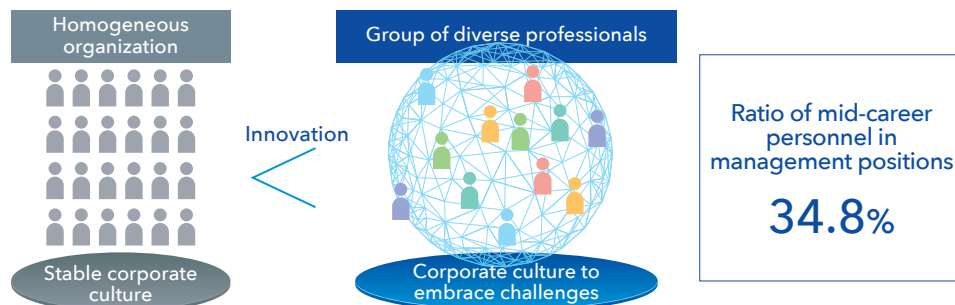 Homogeneous
organization
Stable corporate
culture
Innovation
Group of diverse professionals
Corporate culture to
embrace challenges
Ratio of mid-career
personnel in
management positions
34.8%